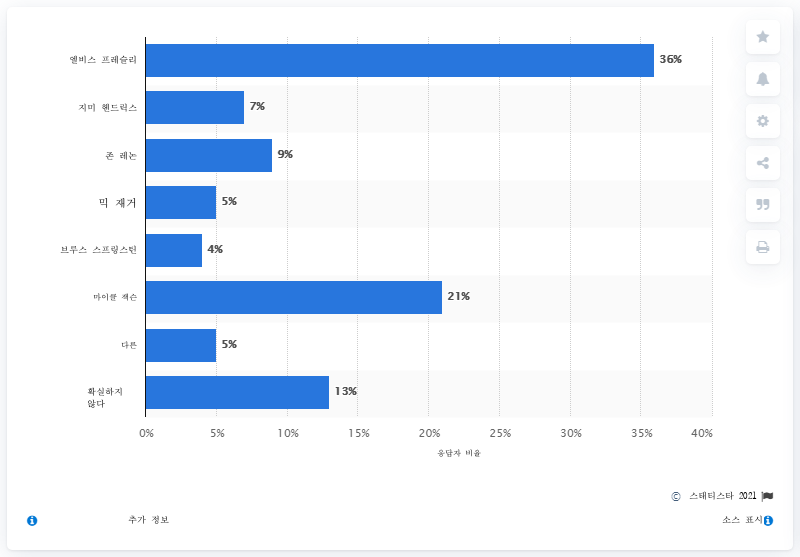 엘비스 프레슬리
36%
지미 헨드릭스
7%
존 레논
9%
믹 재거
5%
브루스 스프링스틴
4%
마이클 잭슨
21%
다른
5%
확실하지
않다
13%
0% 5% 10% 15% 20% 25% 30% 35% 40%
응답자 비율
© 스태티스타 2021
추가 정보 소스 표시